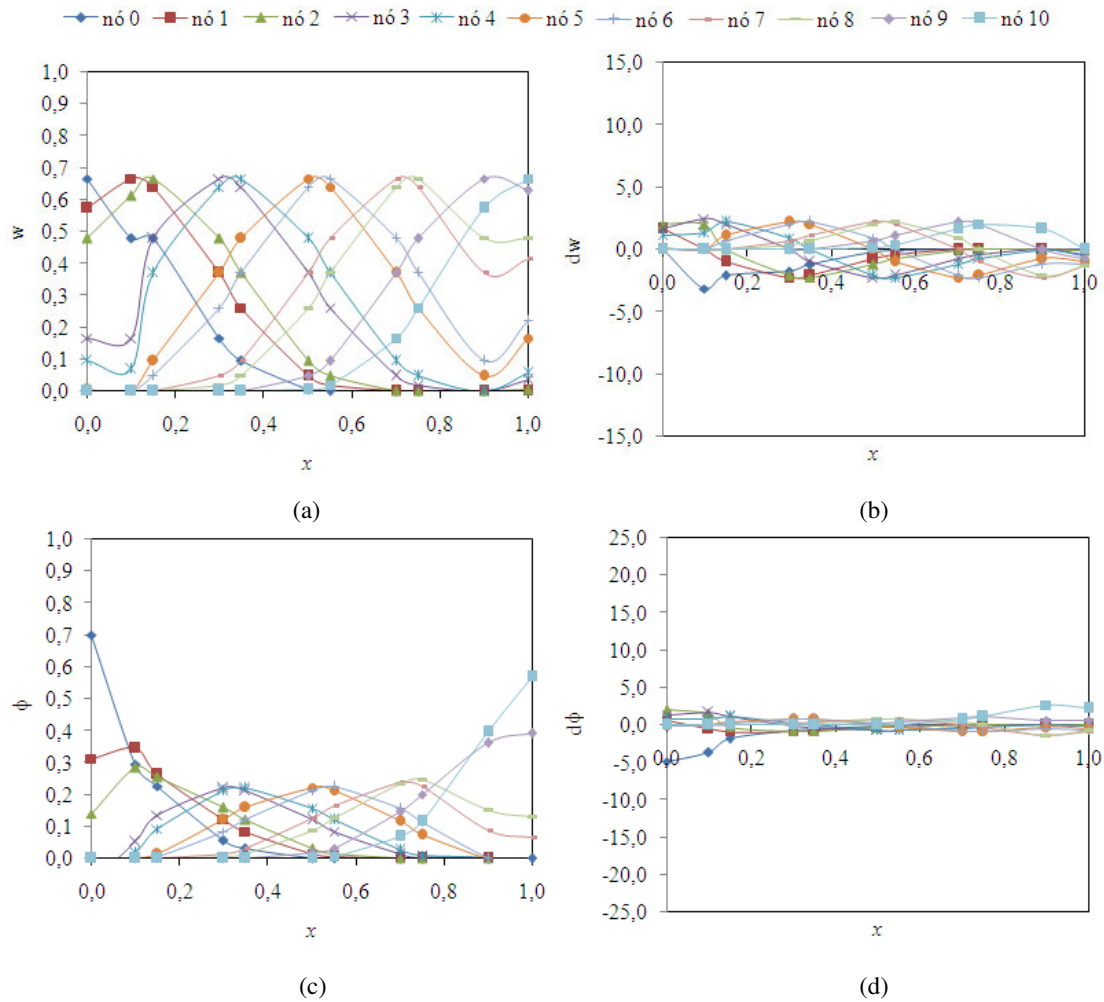 nó 0 nó 1 nó 2 nó 3 nó 4 nó 5 nó 6 nó 7 nó 8 nó 9 nó 10
1,0
0,9
0,8
0,7
0,6
0,5
0,4
0,3
0,2
0,1
0,0
w
0,0 0,2 0,4 0,6 0,8 1,0
x
(a)
15,0
10,0
5,0
0,0
-5,0
-10,0
-15,0
dw
0,0 0,2 0,4 0,6 0,8 1,0
x
(b)
1,0
0,9
0,8
0,7
0,6
0,5
0,4
0,3
0,2
0,1
0,0
ϕ
0,0 0,2 0,4 0,6 0,8 1,0
x
(c)
25,0
20,0
15,0
10,0
5,0
0,0
-5,0
-10,0
-15,0
-20,0
-25,0
dϕ
0,0 0,2 0,4 0,6 0,8 1,0
x
(d)